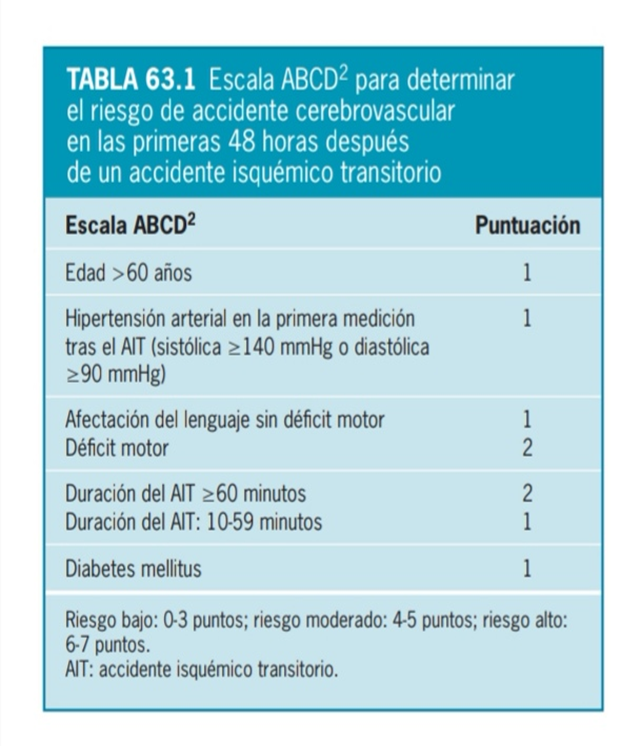 TABLA 63.1 Escala ABCD² para determinar
el riesgo de accidente cerebrovascular
en las primeras 48 horas después
de un accidente isquémico transitorio
Escala ABCD² Puntuación
Edad >60 años 1
Hipertensión arterial en la primera medición 1
tras el AIT (sistólica ≥140 mmHg o diastólica
≥90 mmHg)
Afectación del lenguaje sin déficit motor 1
Déficit motor 2
Duración del AIT ≥60 minutos 2
Duración del AIT: 10-59 minutos 1
Diabetes mellitus 1
Riesgo bajo: 0-3 puntos; riesgo moderado: 4-5 puntos; riesgo alto:
6-7 puntos.
AIT: accidente isquémico transitorio.